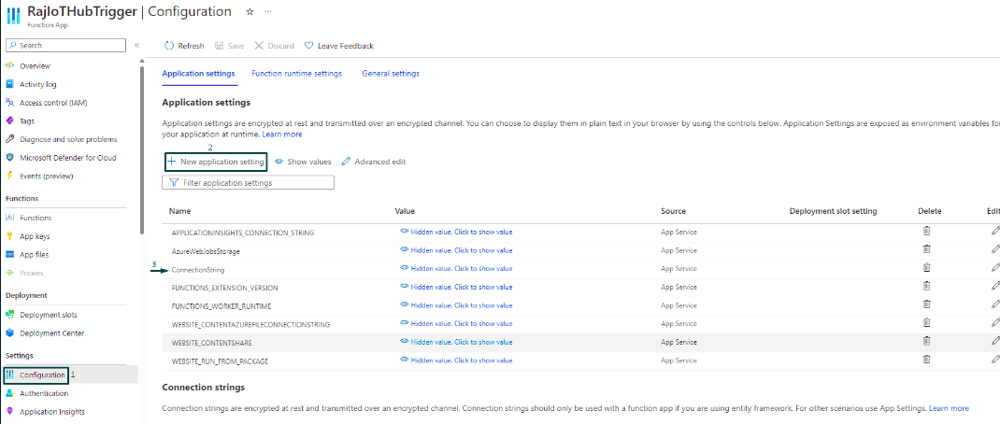 RajIoTHubTrigger | Configuration ☆ ···
Function App
Search
«
Refresh Save Discard Leave Feedback
Overview
Activity log
Access control (IAM)
Tags
Diagnose and solve problems
Microsoft Defender for Cloud
Events (preview)
Functions
Functions
App keys
App files
Proxies
Deployment
Deployment slots
Deployment Center
Settings
Configuration 1
Authentication
Application Insights
Application settings Function runtime settings General settings
Application settings
Application settings are encrypted at rest and transmitted over an encrypted channel. You can choose to display them in plain text in your browser by using the controls below. Application Settings are exposed as environment variables for
your application at runtime. Learn more
2
New application setting Show values Advanced edit
Filter application settings
Name Value Source Deployment slot setting Delete Edit
APPLICATIONINSIGHTS_CONNECTION_STRING Hidden value. Click to show value App Service
AzureWebJobsStorage Hidden value. Click to show value App Service
3 ConnectionString Hidden value. Click to show value App Service
FUNCTIONS_EXTENSION_VERSION Hidden value. Click to show value App Service
FUNCTIONS_WORKER_RUNTIME Hidden value. Click to show value App Service
WEBSITE_CONTENTAZUREFILECONNECTIONSTRING Hidden value. Click to show value App Service
WEBSITE_CONTENTSHARE Hidden value. Click to show value App Service
WEBSITE_RUN_FROM_PACKAGE Hidden value. Click to show value App Service
Connection strings
Connection strings are encrypted at rest and transmitted over an encrypted channel. Connection strings should only be used with a function app if you are using entity framework. For other scenarios use App Settings. Learn more